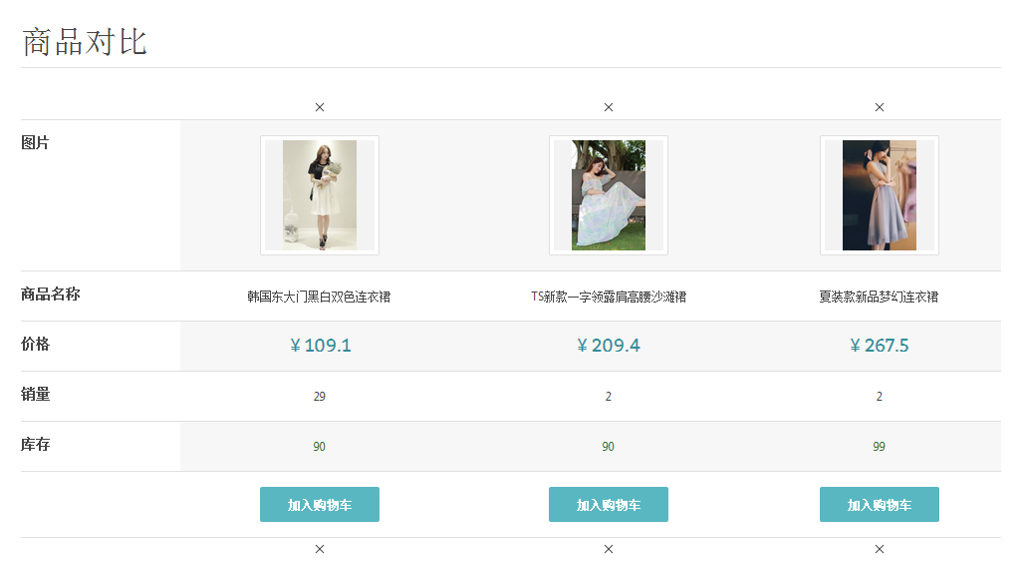 商品对比
× × ×
图片
商品名称 韩国东大门黑白双色连衣裙 TS新款一字领露肩高腰沙滩裙 夏装款新品梦幻连衣裙
价格 ￥109.1 ￥209.4 ￥267.5
销量 29 2 2
库存 90 90 99
加入购物车 加入购物车 加入购物车
× × ×